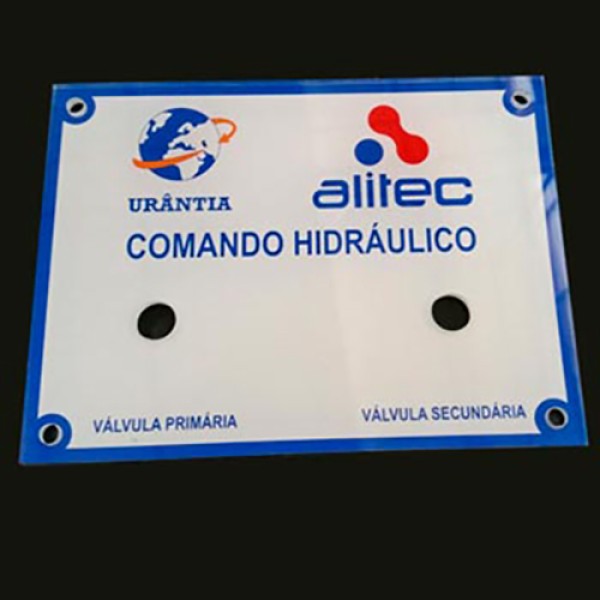 URÂNTIA
alitec
COMANDO HIDRÁULICO
VÁLVULA PRIMÁRIA
VÁLVULA SECUNDÁRIA